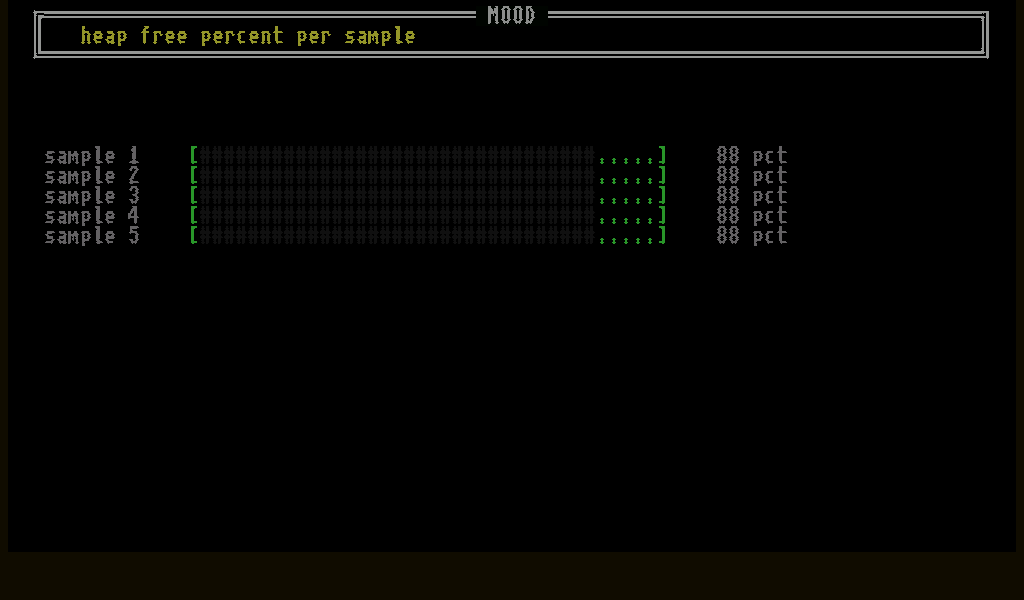 MOOD
heap free percent per sample
sample 1 [#################################.....] 88 pct
sample 2 [#################################.....] 88 pct
sample 3 [#################################.....] 88 pct
sample 4 [#################################.....] 88 pct
sample 5 [#################################.....] 88 pct